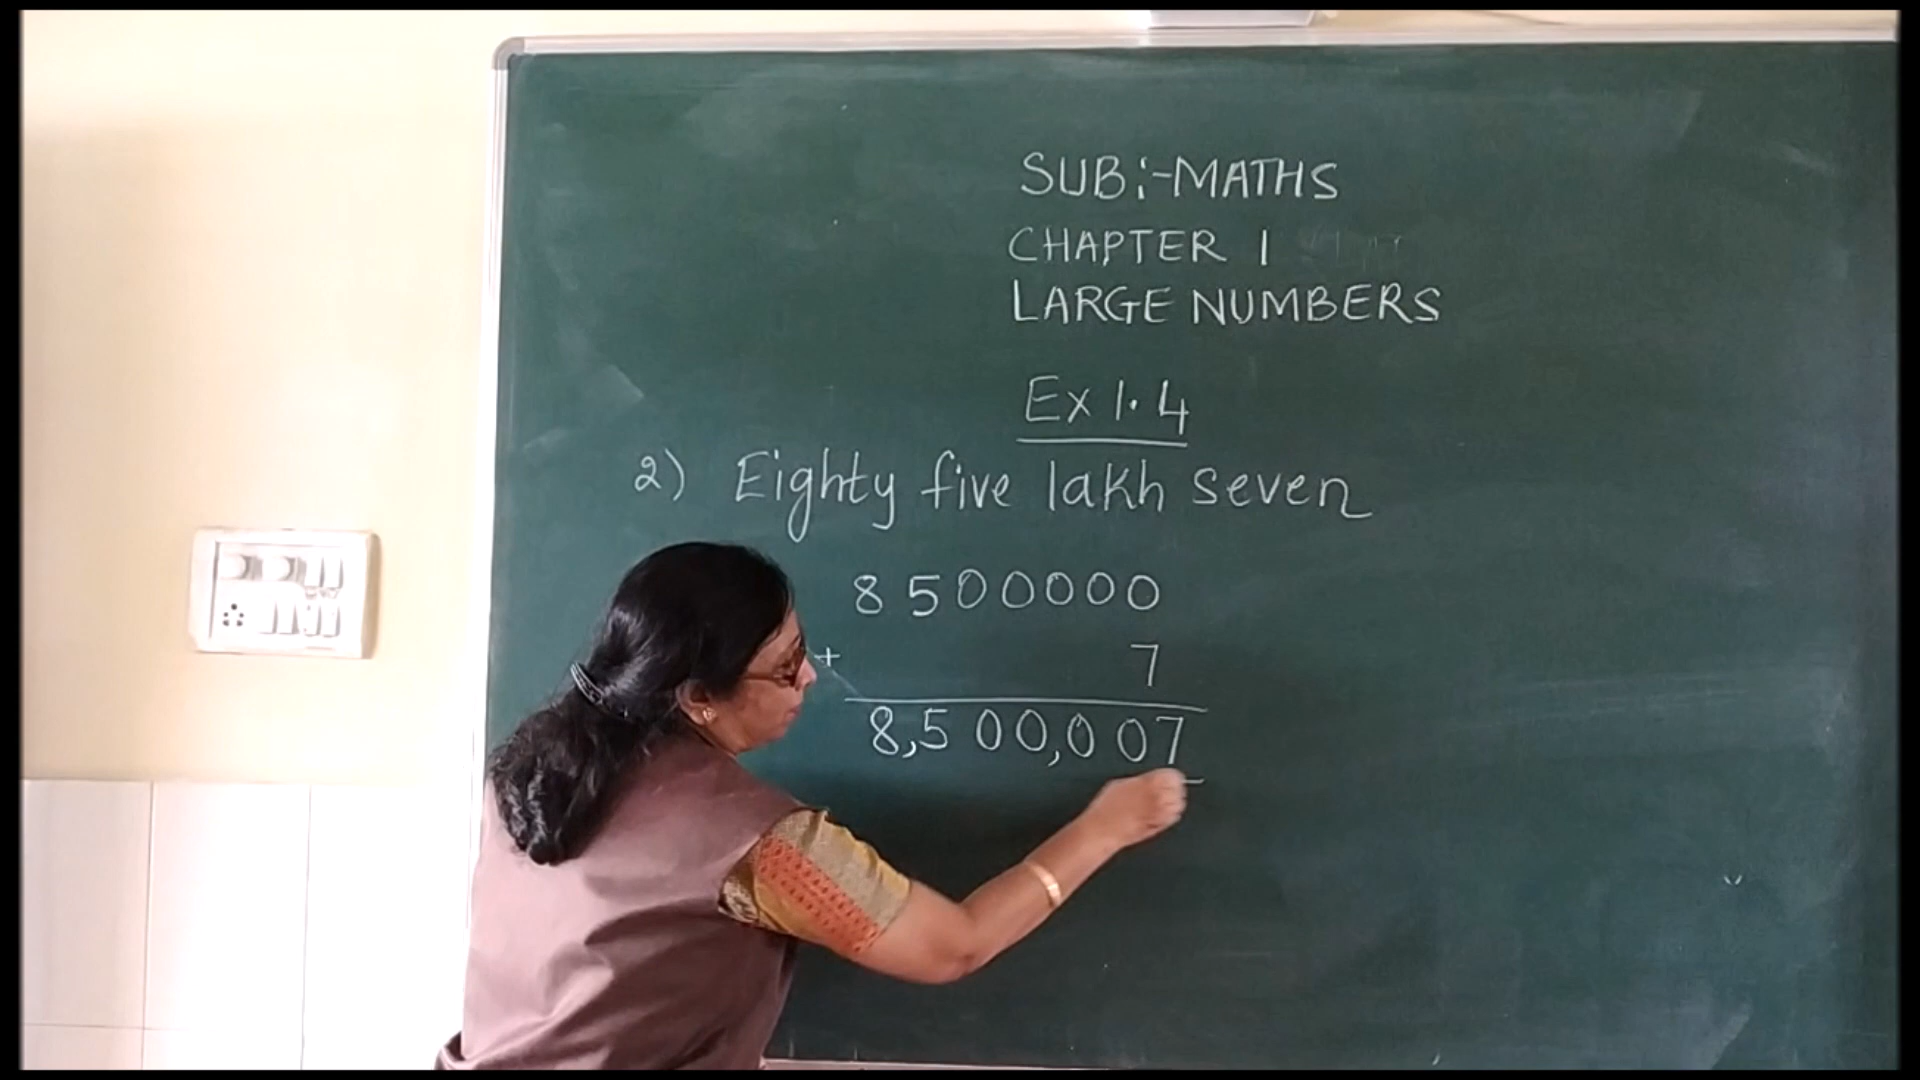 SUB:-MATHS
CHAPTER 1
LARGE NUMBERS
Ex 1.4
2) Eighty five lakh seven
8500000
+ 7
8,500,007